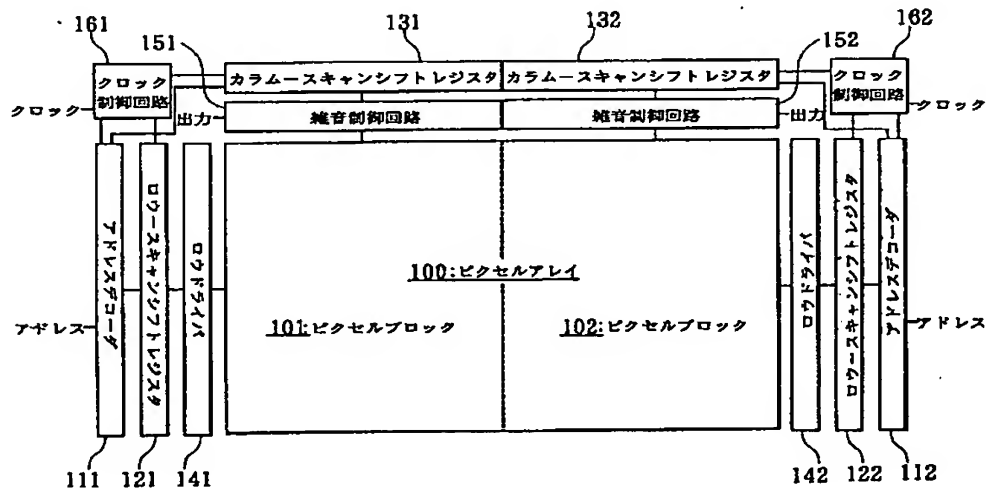 161
131
132
162
151
152
クロック
制御回路
カラムースキャンシフトレジスタ
カラムースキャンシフトレジスタ
クロック
制御回路
クロック
出力
雑音制御回路
雑音制御回路
出力
クロック
アドレスデコーダ
ロウースキャンシフトレジスタ
ロウドライバ
100:ピクセルアレイ
101:ピクセルブロック
102:ピクセルブロック
ロウドライバ
ロウースキャンシフトレジスタ
アドレスデコーダ
アドレス
アドレス
111
121
141
142
122
112